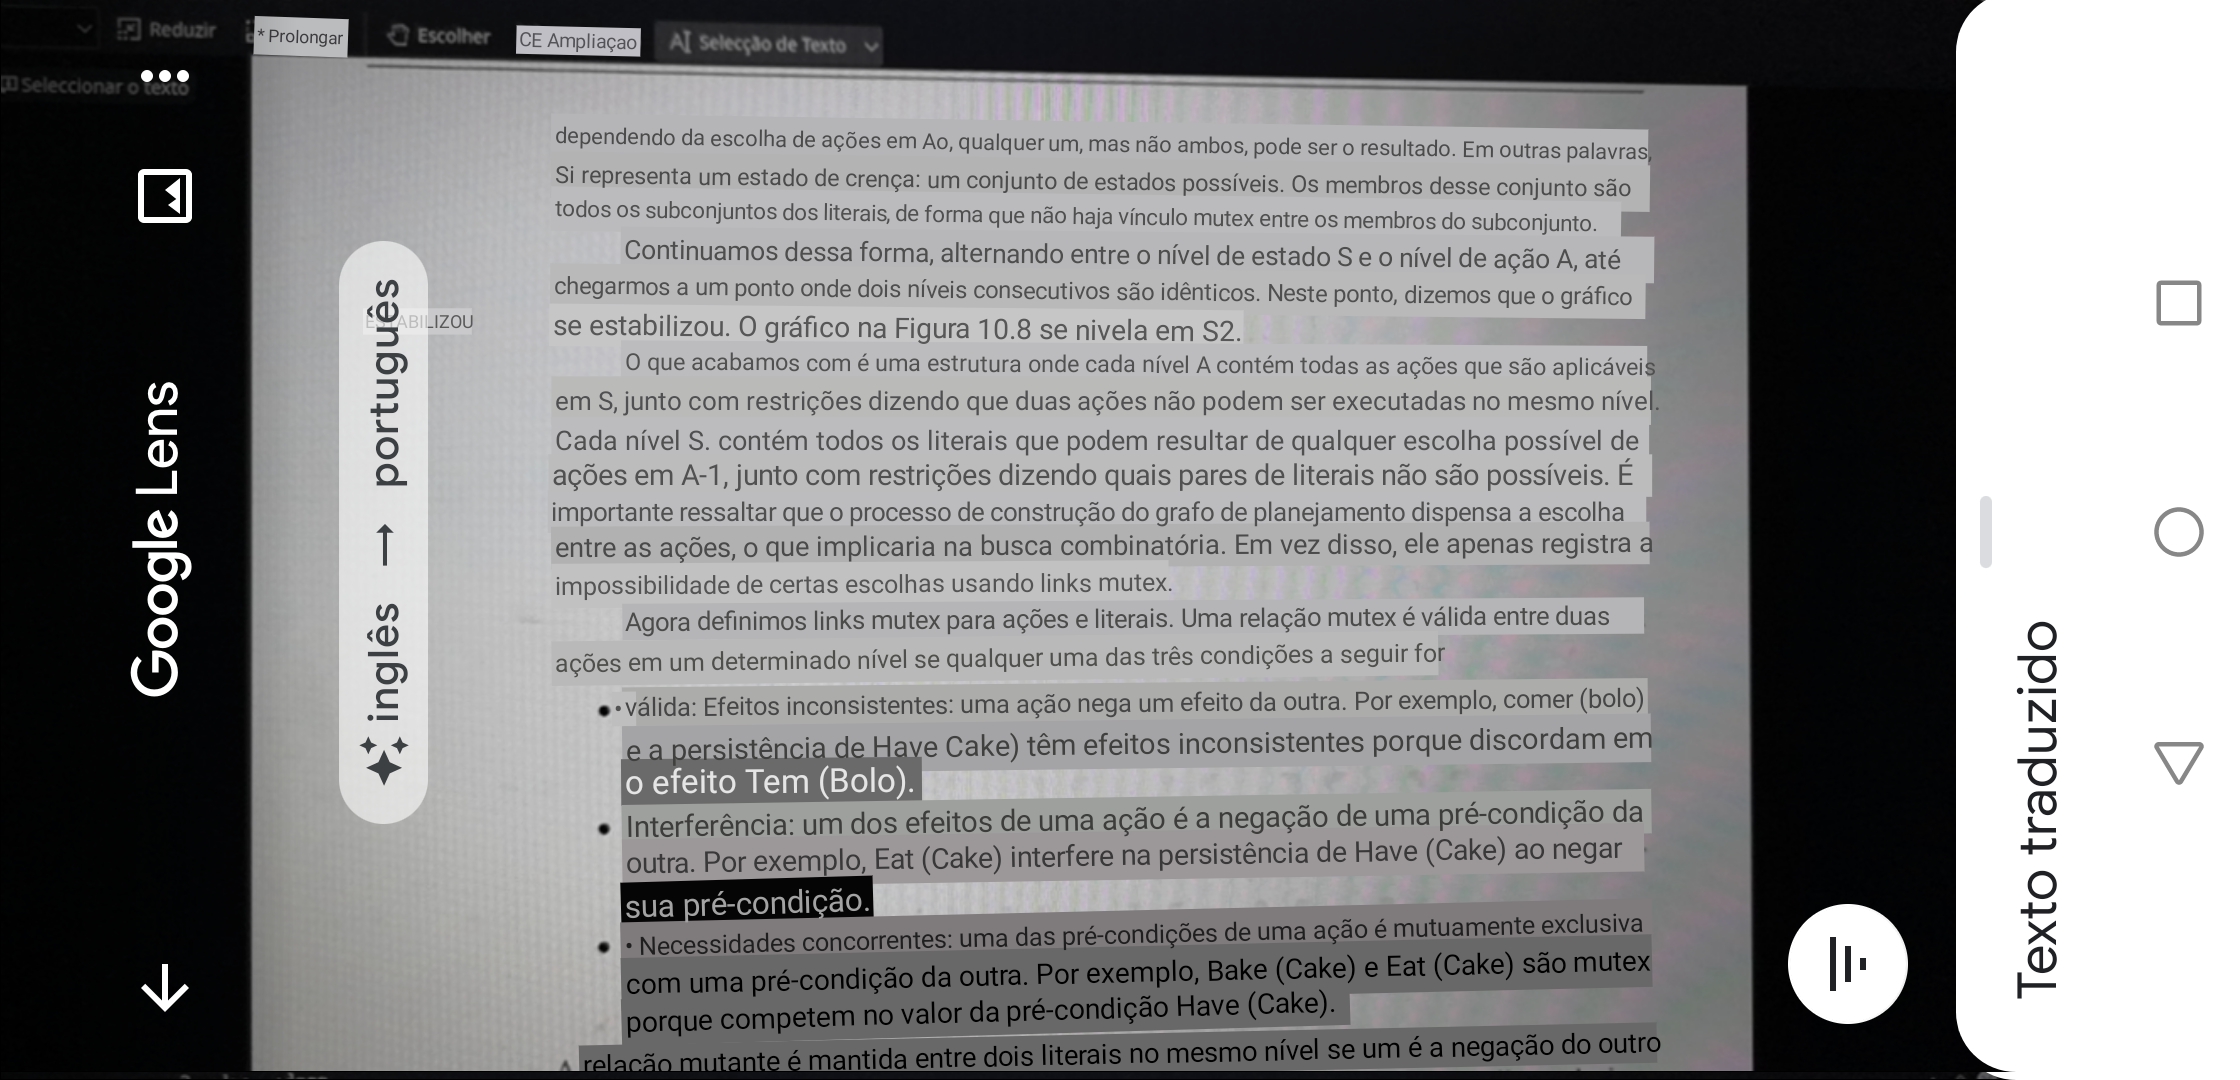 Reduzir
* Prolongar
Escolher
CE Ampliaçao
Selecção de Texto
Seleccionar o texto
dependendo da escolha de ações em Ao, qualquer um, mas não ambos, pode ser o resultado. Em outras palavras,
Si representa um estado de crença: um conjunto de estados possíveis. Os membros desse conjunto são
todos os subconjuntos dos literais, de forma que não haja vínculo mutex entre os membros do subconjunto.
Continuamos dessa forma, alternando entre o nível de estado S e o nível de ação A, até
chegarmos a um ponto onde dois níveis consecutivos são idênticos. Neste ponto, dizemos que o gráfico
ESTABILIZOU
se estabilizou. O gráfico na Figura 10.8 se nivela em S2.
O que acabamos com é uma estrutura onde cada nível A contém todas as ações que são aplicáveis
em S, junto com restrições dizendo que duas ações não podem ser executadas no mesmo nível.
Cada nível S. contém todos os literais que podem resultar de qualquer escolha possível de
ações em A-1, junto com restrições dizendo quais pares de literais não são possíveis. É
importante ressaltar que o processo de construção do grafo de planejamento dispensa a escolha
entre as ações, o que implicaria na busca combinatória. Em vez disso, ele apenas registra a
impossibilidade de certas escolhas usando links mutex.
Agora definimos links mutex para ações e literais. Uma relação mutex é válida entre duas
ações em um determinado nível se qualquer uma das três condições a seguir for
• válida: Efeitos inconsistentes: uma ação nega um efeito da outra. Por exemplo, comer (bolo)
e a persistência de Have Cake) têm efeitos inconsistentes porque discordam em
o efeito Tem (Bolo).
• Interferência: um dos efeitos de uma ação é a negação de uma pré-condição da
outra. Por exemplo, Eat (Cake) interfere na persistência de Have (Cake) ao negar
sua pré-condição.
• Necessidades concorrentes: uma das pré-condições de uma ação é mutuamente exclusiva
com uma pré-condição da outra. Por exemplo, Bake (Cake) e Eat (Cake) são mutex
porque competem no valor da pré-condição Have (Cake).
relação mutante é mantida entre dois literais no mesmo nível se um é a negação do outro
Google Lens
inglês → português
Texto traduzido